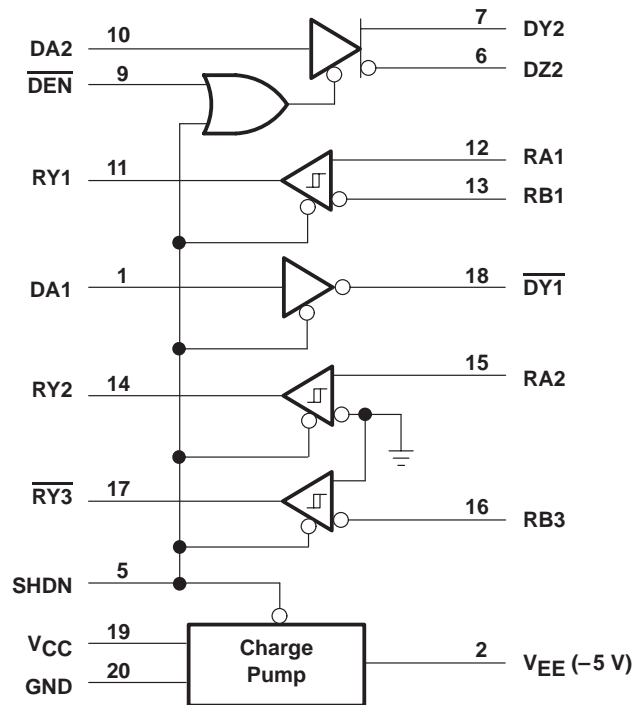 DA2 10 7 DY2
DEN 9 6 DZ2
RY1 11 12 RA1
13 RB1
DA1 1 18 DY1
RY2 14 15 RA2
RY3 17 16 RB3
SHDN 5
VCC 19 Charge Pump 2 VEE (–5 V)
GND 20